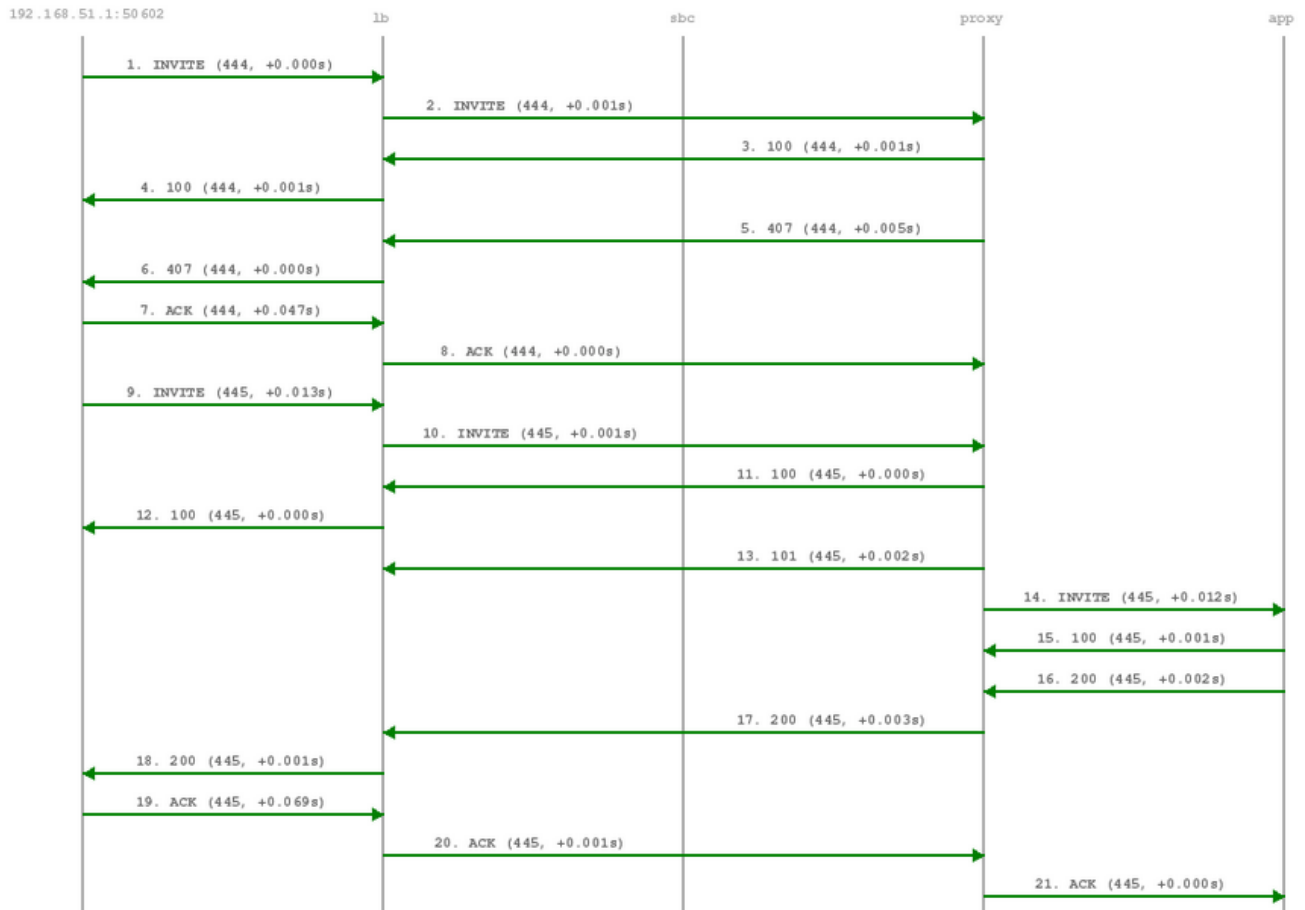 192.168.51.1:50602 lb sbc proxy app
1. INVITE (444, +0.000s)
2. INVITE (444, +0.001s)
3. 100 (444, +0.001s)
4. 100 (444, +0.001s)
5. 407 (444, +0.005s)
6. 407 (444, +0.000s)
7. ACK (444, +0.047s)
8. ACK (444, +0.000s)
9. INVITE (445, +0.013s)
10. INVITE (445, +0.001s)
11. 100 (445, +0.000s)
12. 100 (445, +0.000s)
13. 101 (445, +0.002s)
14. INVITE (445, +0.012s)
15. 100 (445, +0.001s)
16. 200 (445, +0.002s)
17. 200 (445, +0.003s)
18. 200 (445, +0.001s)
19. ACK (445, +0.069s)
20. ACK (445, +0.001s)
21. ACK (445, +0.000s)